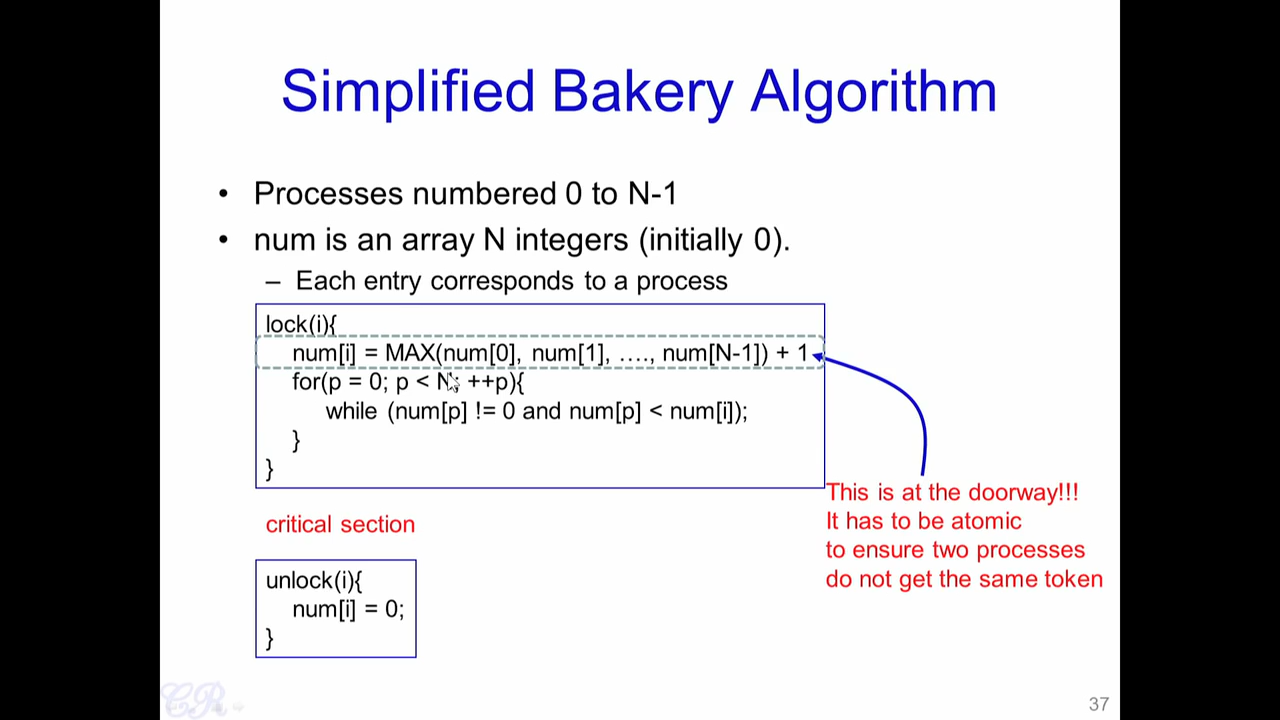 Simplified Bakery Algorithm
• Processes numbered 0 to N-1
• num is an array N integers (initially 0).
– Each entry corresponds to a process
lock(i){
num[i] = MAX(num[0], num[1], …., num[N-1]) + 1
for(p = 0; p < N; ++p){
while (num[p] != 0 and num[p] < num[i]);
}
}
This is at the doorway!!!
It has to be atomic
to ensure two processes
do not get the same token
critical section
unlock(i){
num[i] = 0;
}
CR
37